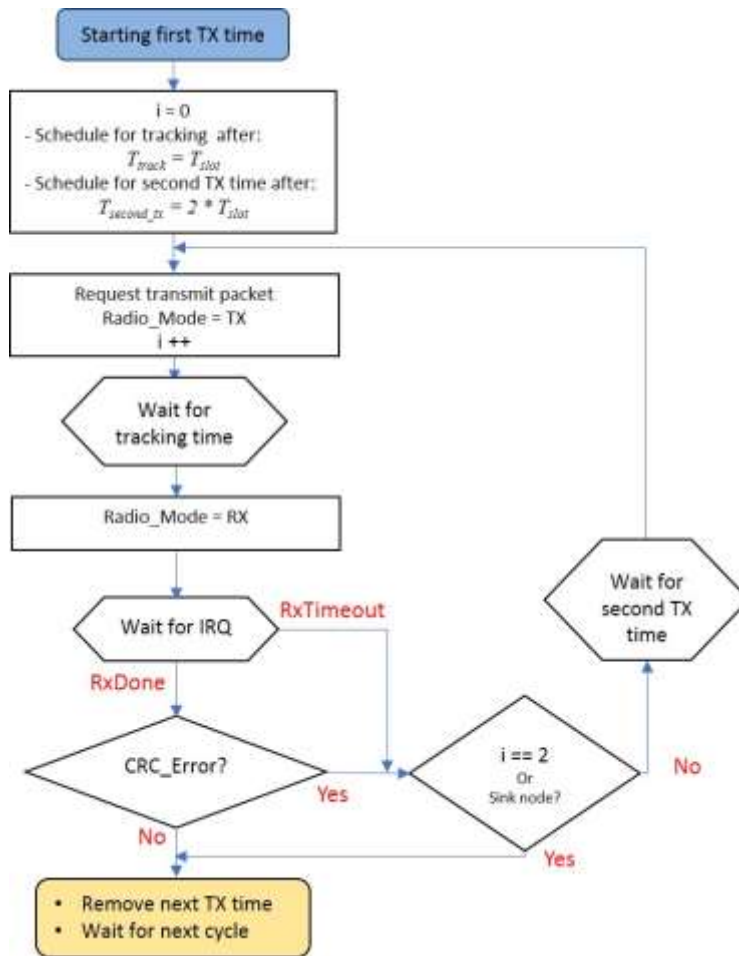 Starting first TX time
i = 0
- Schedule for tracking after:
T_track = T_slot
- Schedule for second TX time after:
T_second_tx = 2 * T_slot
Request transmit packet
Radio_Mode = TX
i ++
Wait for
tracking time
Radio_Mode = RX
Wait for IRQ
RxTimeout
Wait for
second TX
time
RxDone
CRC_Error?
Yes
i == 2
Or
Sink node?
No
No
Yes
• Remove next TX time
• Wait for next cycle